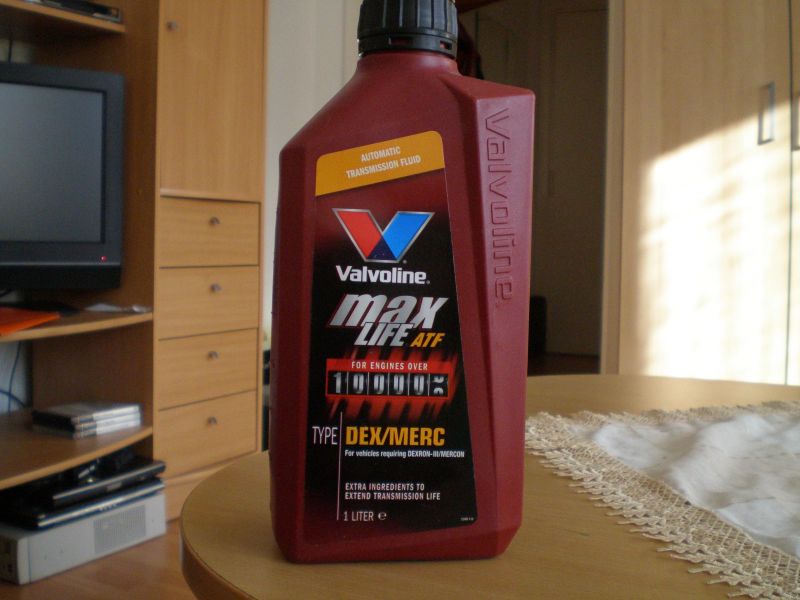 AUTOMATIC
TRANSMISSION FLUID
Valvoline
Valvoline
max
LIFE ATF
FOR ENGINES OVER
TYPE DEX/MERC
For vehicles requiring DEXRON-III/MERCON
EXTRA INGREDIENTS TO
EXTEND TRANSMISSION LIFE
1 LITER e